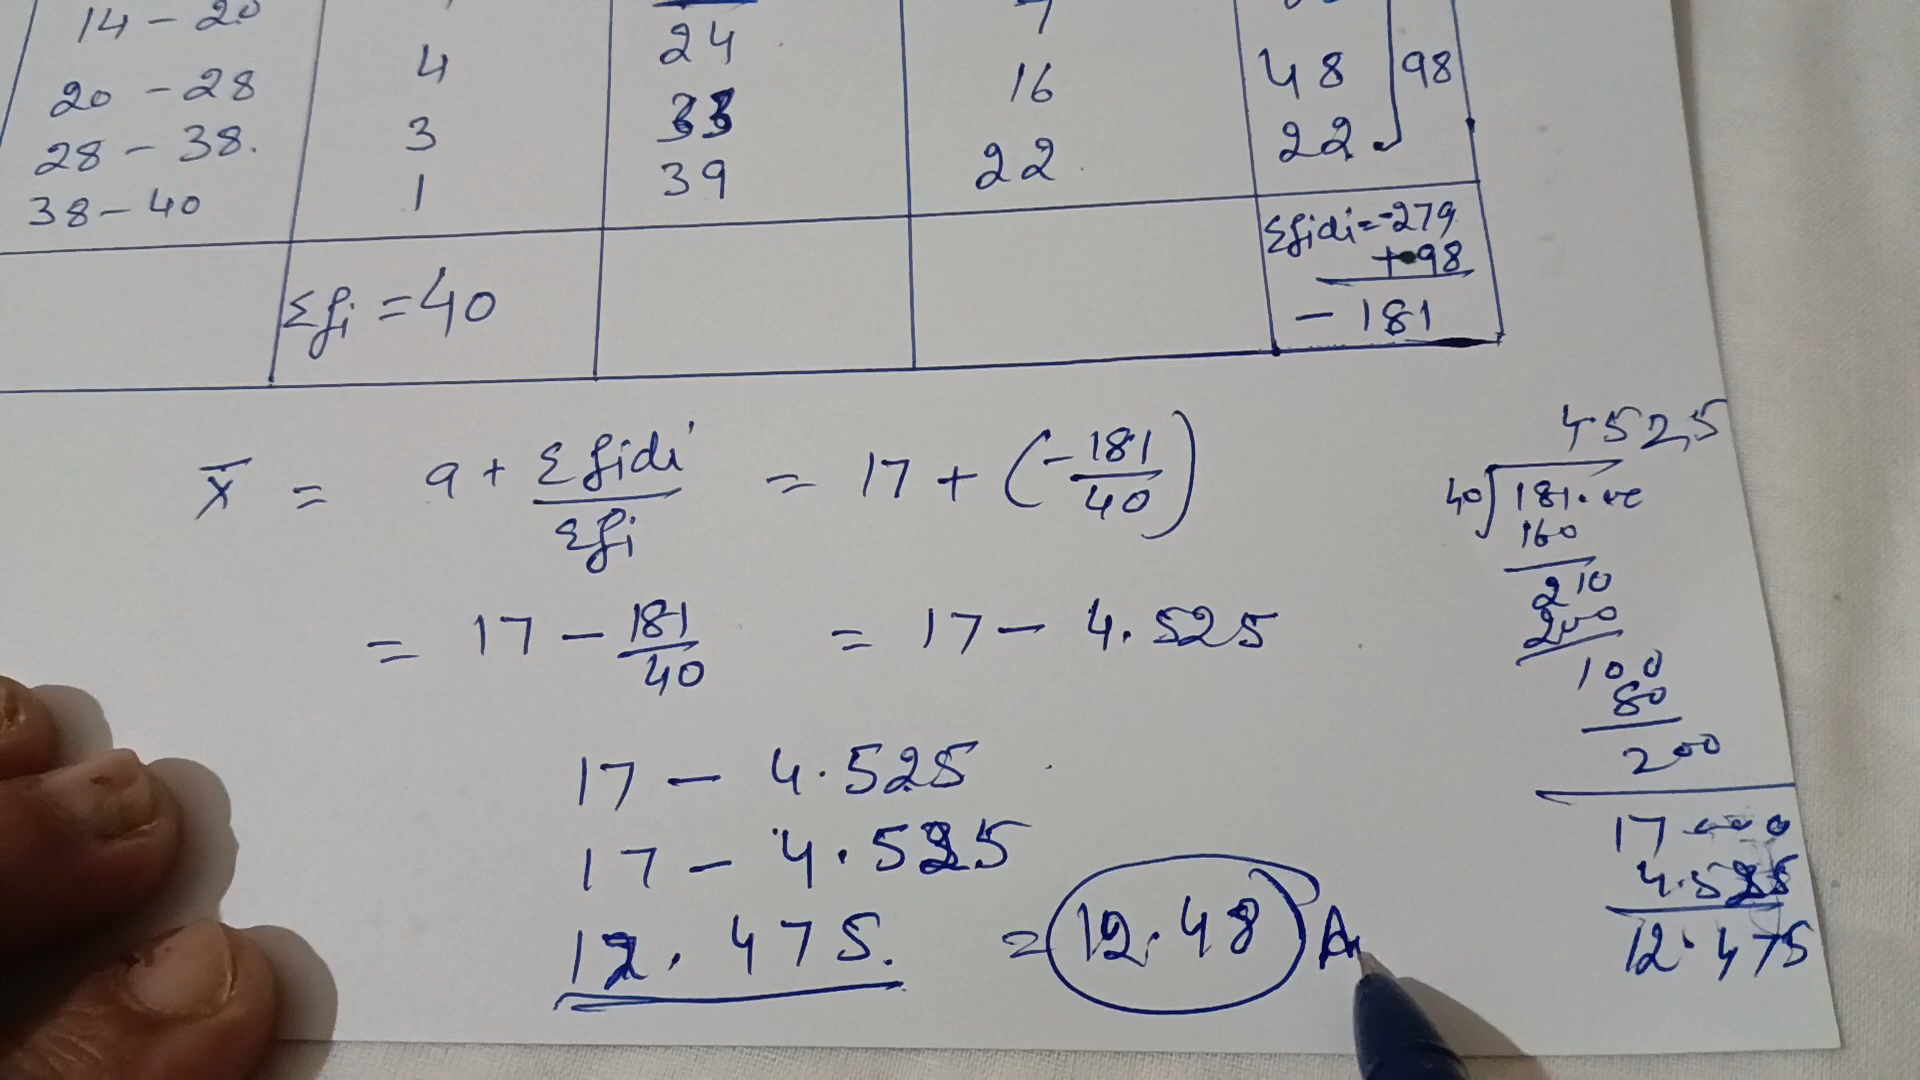 14 - 20 7
4 24 16 48 98
20 - 28 3 33 22 22
28 - 38. 1 39
38 - 40
Σfidi = -279
+ 98
- 181
Σfi = 40
x̄ = a + Σfidi / Σfi = 17 + (-181/40)
= 17 - 181/40 = 17 - 4.525
17 - 4.525
17 - 4.525
12.475. = 12.48 A
4.525
40 181.
160
210
200
100
80
200
17
4.525
12.475